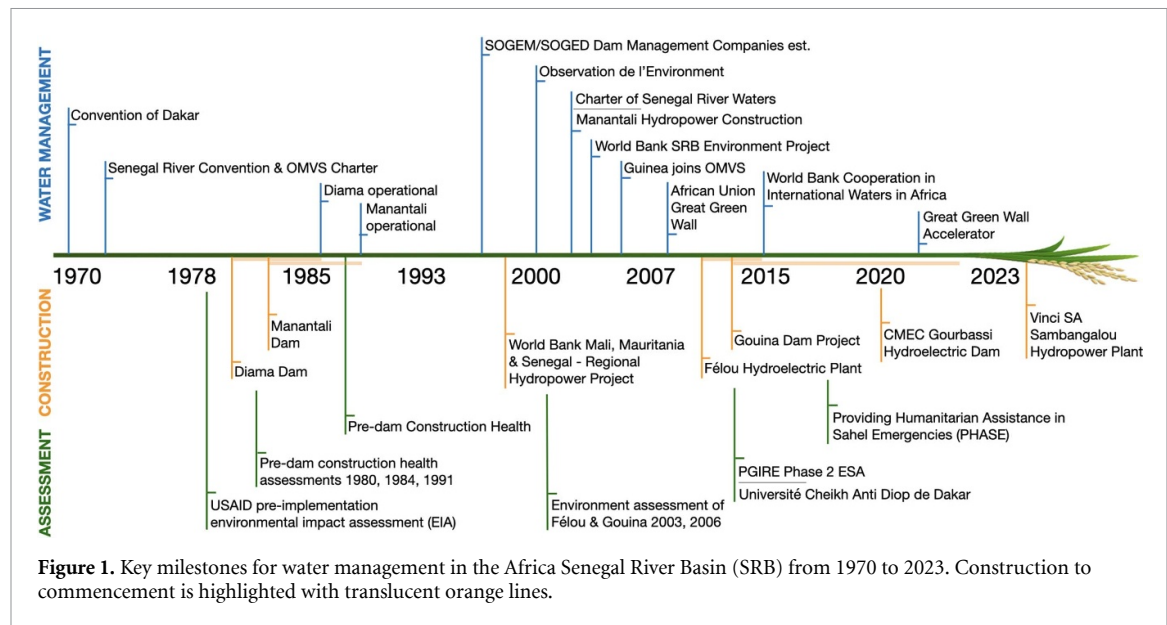 WATER MANAGEMENT
SOGEM/SOGED Dam Management Companies est.
Observation de l'Environment
Charter of Senegal River Waters
Manantali Hydropower Construction
Convention of Dakar
World Bank SRB Environment Project
Senegal River Convention & OMVS Charter
Guinea joins OMVS
World Bank Cooperation in
International Waters in Africa
Diama operational
African Union
Great Green
Wall
Manantali
operational
Great Green Wall
Accelerator
1970
1978
1985
1993
2000
2007
2015
2020
2023
CONSTRUCTION
Manantali
Dam
Diama Dam
World Bank Mali, Mauritania
& Senegal - Regional
Hydropower Project
Gouina Dam Project
Félou Hydroelectric Plant
CMEC Gourbassi
Hydroelectric Dam
Vinci SA
Sambangalou
Hydropower Plant
ASSESSMENT
Pre-dam Construction Health
Pre-dam construction health
assessments 1980, 1984, 1991
USAID pre-implementation
environmental impact assessment (EIA)
Environment assessment of
Félou & Gouina 2003, 2006
Providing Humanitarian Assistance in
Sahel Emergencies (PHASE)
PGIRE Phase 2 ESA
Université Cheikh Anti Diop de Dakar
Figure 1. Key milestones for water management in the Africa Senegal River Basin (SRB) from 1970 to 2023. Construction to
commencement is highlighted with translucent orange lines.